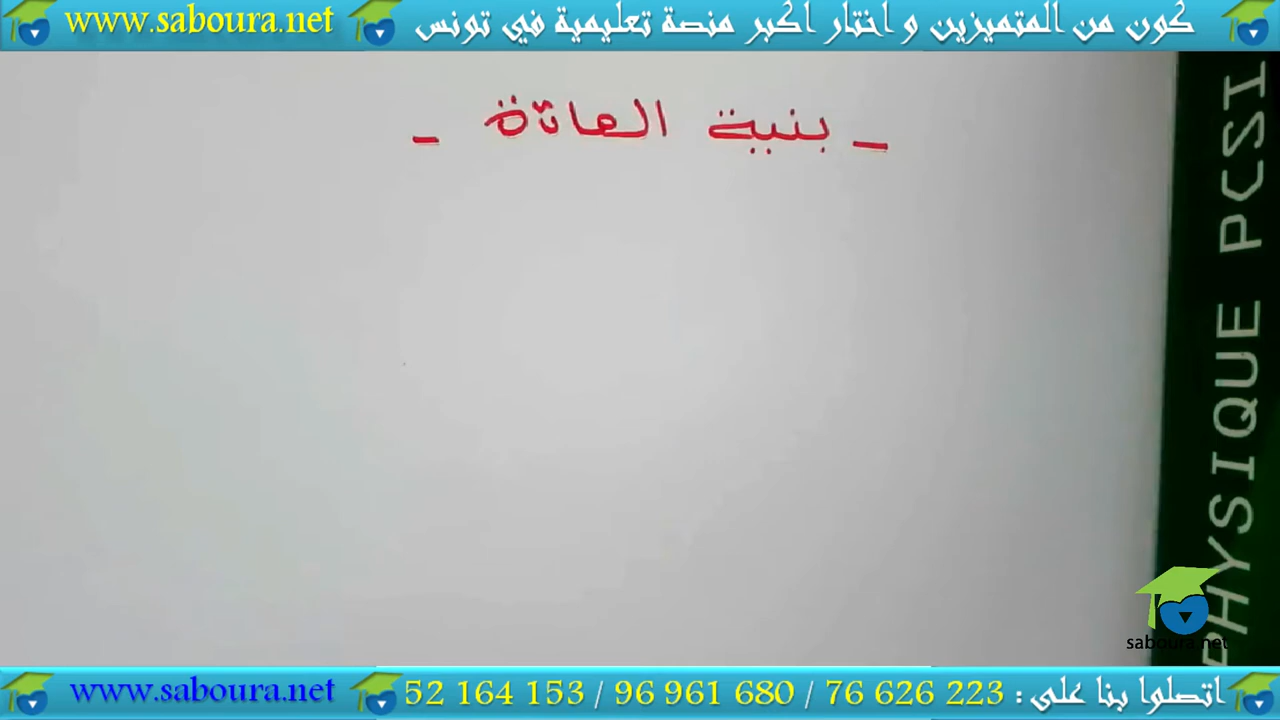 www.saboura.net كون من المتميزين و اختار اكبر منصة تعليمية في تونس
- بنية المادة -
PHYSIQUE PCSI
saboura.net
www.saboura.net 52 164 153 / 96 961 680 / 76 626 223 : اتصلوا بنا على